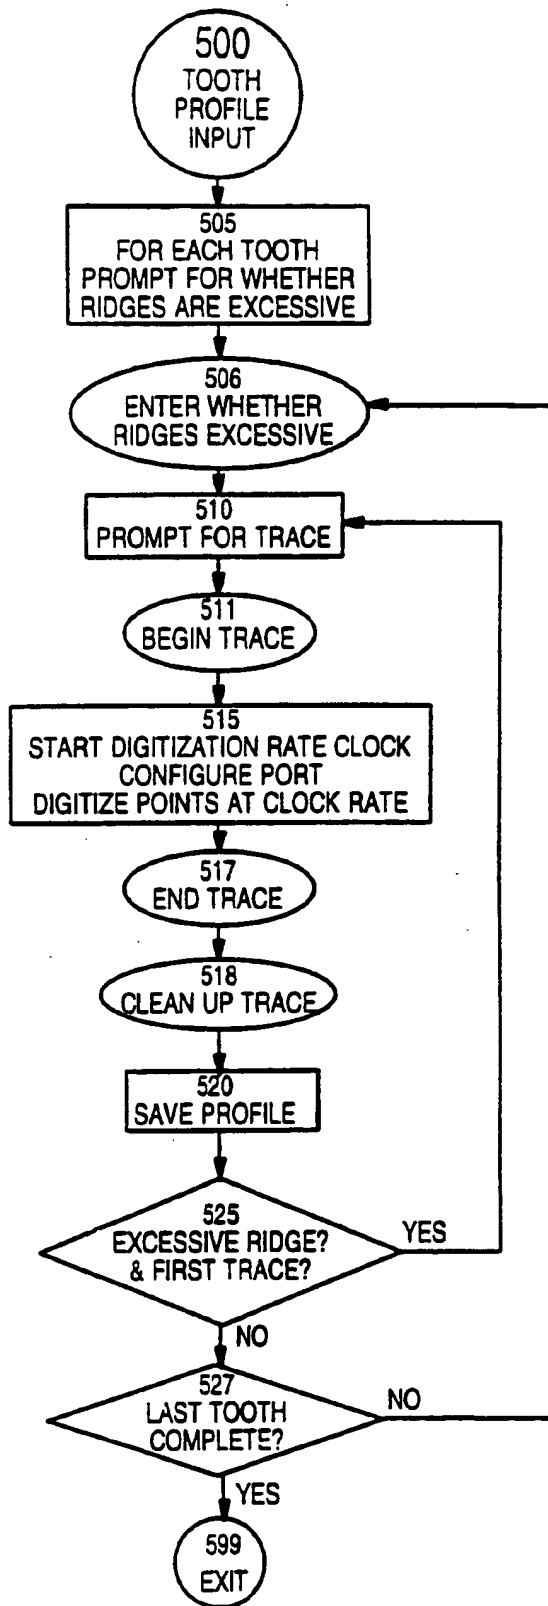 500
TOOTH
PROFILE
INPUT
505
FOR EACH TOOTH
PROMPT FOR WHETHER
RIDGES ARE EXCESSIVE
506
ENTER WHETHER
RIDGES EXCESSIVE
510
PROMPT FOR TRACE
511
BEGIN TRACE
515
START DIGITIZATION RATE CLOCK
CONFIGURE PORT
DIGITIZE POINTS AT CLOCK RATE
517
END TRACE
518
CLEAN UP TRACE
520
SAVE PROFILE
525
EXCESSIVE RIDGE?
& FIRST TRACE?
YES
NO
527
LAST TOOTH
COMPLETE?
NO
YES
599
EXIT